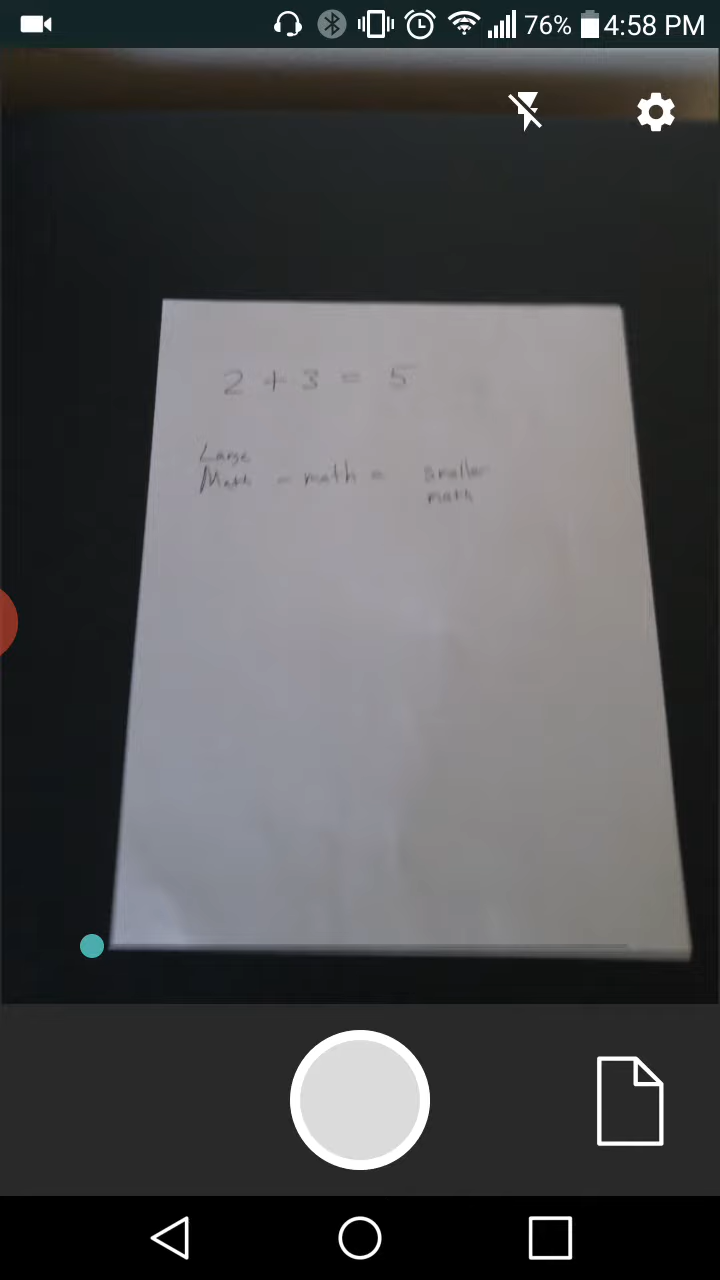 76% 4:58 PM
2 + 3 = 5
Large
Math - math = smaller
math